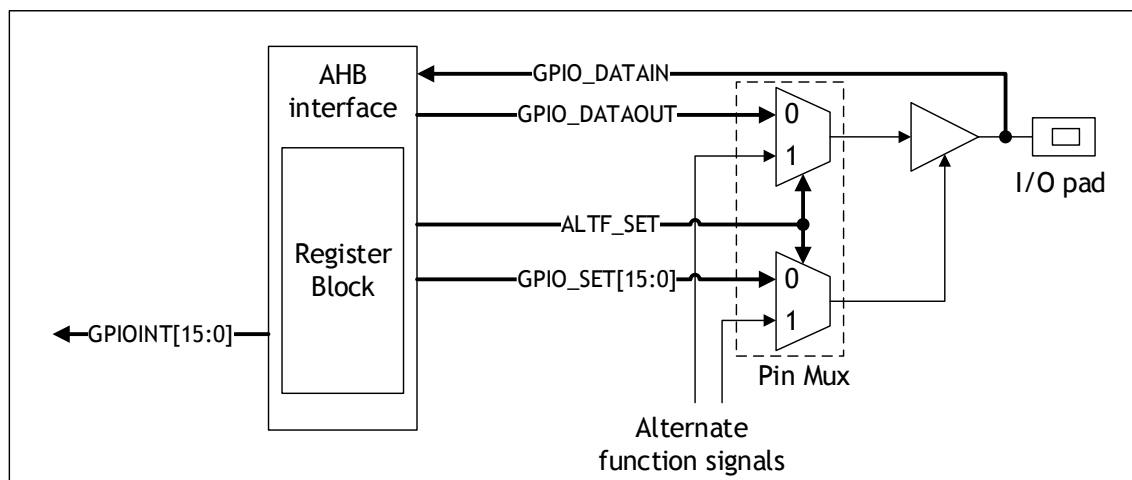 AHB
interface
GPIO_DATAIN
GPIO_DATAOUT
0
1
I/O pad
ALTF_SET
Register
Block
GPIO_SET[15:0]
0
1
GPIOINT[15:0]
Pin Mux
Alternate
function signals